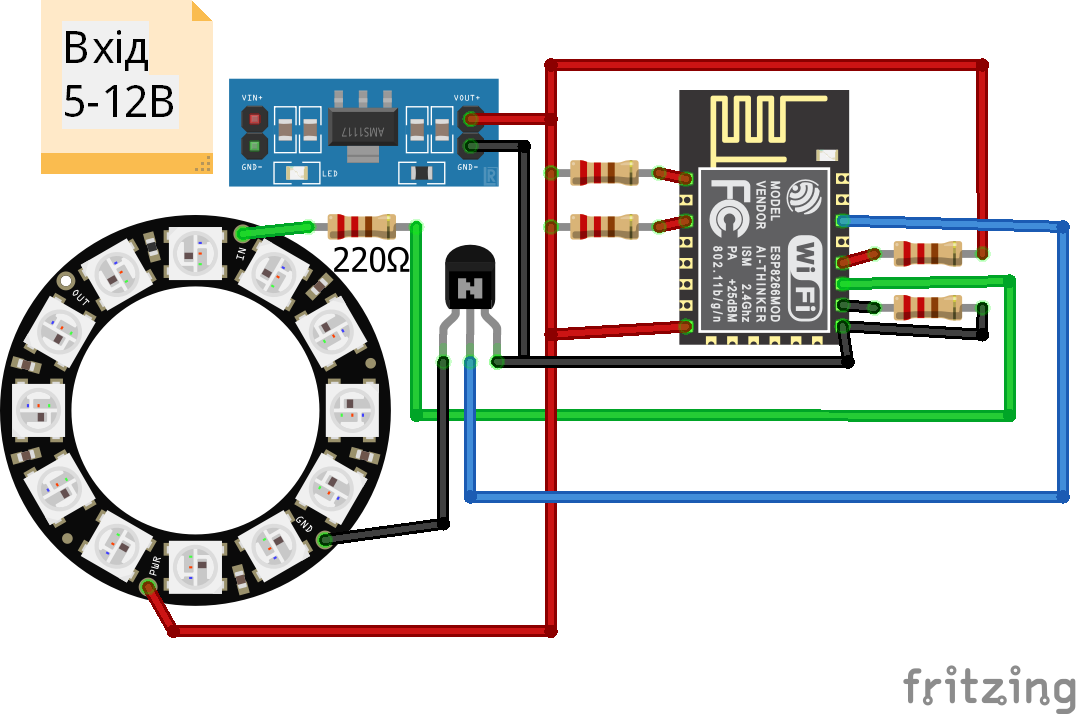 Вхід
5-12В
VIN+
VOUT+
AMS1117
GND-
LED
GND-
IN
220Ω
OUT
GND
PWR
MODEL
VENDOR
ESP8266MOD
AI-THINKER
ISM 2.4Ghz
PA +25dBM
802.11b/g/n
FC
Wi Fi
N
fritzing